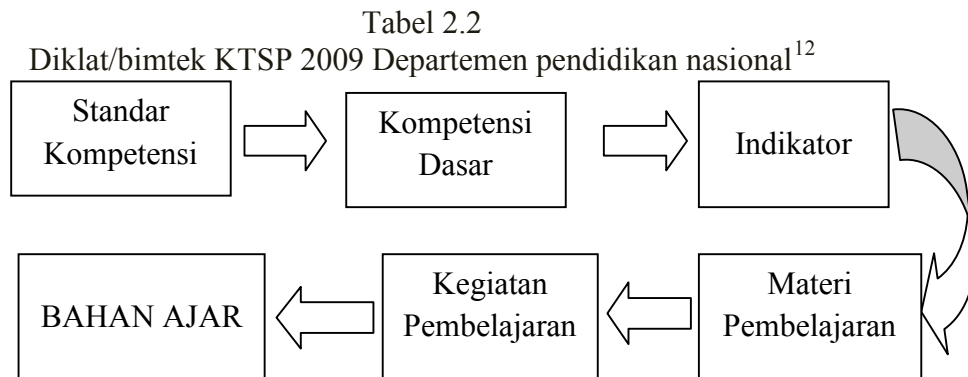 Tabel 2.2
Diklat/bimtek KTSP 2009 Departemen pendidikan nasional12
Standar
Kompetensi
Kompetensi
Dasar
Indikator
BAHAN AJAR
Kegiatan
Pembelajaran
Materi
Pembelajaran